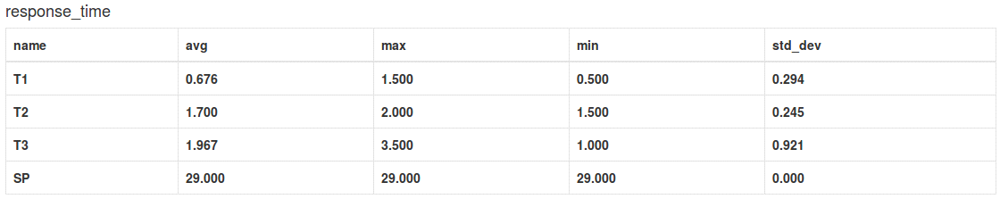 response_time
name avg max min std_dev
T1 0.676 1.500 0.500 0.294
T2 1.700 2.000 1.500 0.245
T3 1.967 3.500 1.000 0.921
SP 29.000 29.000 29.000 0.000